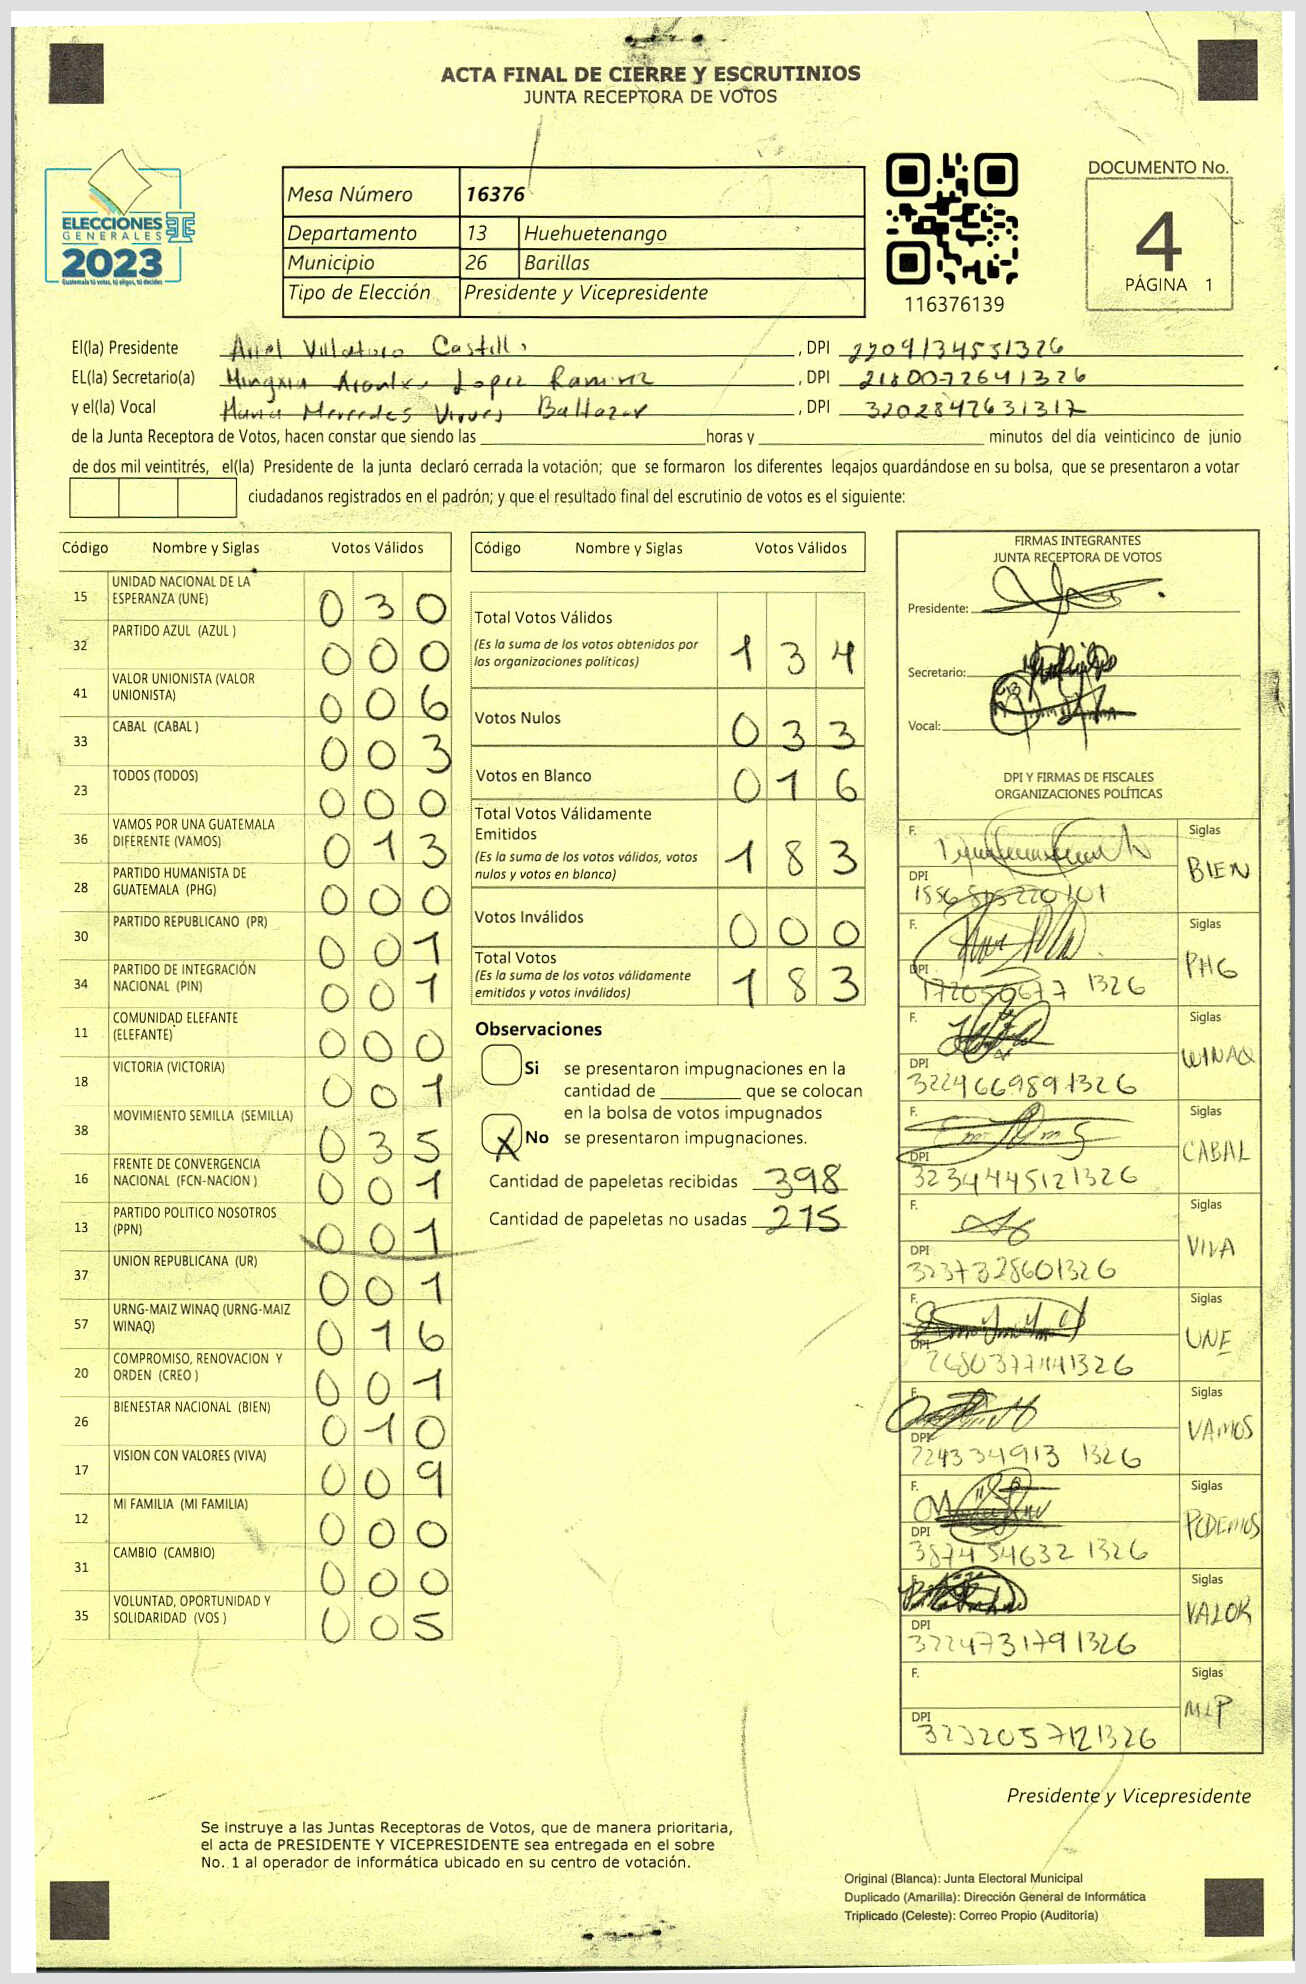 ACTA FINAL DE CIERRE Y ESCRUTINIOS
JUNTA RECEPTORA DE VOTOS
ELECCIONES
GENERALES
2023
Guatemala tú votas, tú eliges, tú decides
Mesa Número 16376
Departamento 13 Huehuetenango
Municipio 26 Barillas
Tipo de Elección Presidente y Vicepresidente
116376139
DOCUMENTO No.
4
PÁGINA 1
El(la) Presidente Castillo , DPI 2209134551326
EL(la) Secretario(a) Lopez Ramirez , DPI 2180072641326
y el(la) Vocal Maria Mercedes Baltazar , DPI 3202847631317
de la Junta Receptora de Votos, hacen constar que siendo las horas y minutos del día veinticinco de junio
de dos mil veintitrés, el(la) Presidente de la junta declaró cerrada la votación; que se formaron los diferentes legajos guardándose en su bolsa, que se presentaron a votar
ciudadanos registrados en el padrón; y que el resultado final del escrutinio de votos es el siguiente:
Código Nombre y Siglas Votos Válidos
15 UNIDAD NACIONAL DE LA ESPERANZA (UNE) 0 3 0
32 PARTIDO AZUL (AZUL ) 0 0 0
41 VALOR UNIONISTA (VALOR UNIONISTA) 0 0 6
33 CABAL (CABAL ) 0 0 3
23 TODOS (TODOS) 0 0 0
36 VAMOS POR UNA GUATEMALA DIFERENTE (VAMOS) 0 1 3
28 PARTIDO HUMANISTA DE GUATEMALA (PHG) 0 0 0
30 PARTIDO REPUBLICANO (PR) 0 0 1
34 PARTIDO DE INTEGRACIÓN NACIONAL (PIN) 0 0 1
11 COMUNIDAD ELEFANTE (ELEFANTE) 0 0 0
18 VICTORIA (VICTORIA) 0 0 1
38 MOVIMIENTO SEMILLA (SEMILLA) 0 3 5
16 FRENTE DE CONVERGENCIA NACIONAL (FCN-NACION ) 0 0 1
13 PARTIDO POLITICO NOSOTROS (PPN) 0 0 1
37 UNION REPUBLICANA (UR) 0 0 1
57 URNG-MAIZ WINAQ (URNG-MAIZ WINAQ) 0 1 6
20 COMPROMISO, RENOVACION Y ORDEN (CREO ) 0 0 1
26 BIENESTAR NACIONAL (BIEN) 0 1 0
17 VISION CON VALORES (VIVA) 0 0 9
12 MI FAMILIA (MI FAMILIA) 0 0 0
31 CAMBIO (CAMBIO) 0 0 0
35 VOLUNTAD, OPORTUNIDAD Y SOLIDARIDAD (VOS ) 0 0 5
Código Nombre y Siglas Votos Válidos
Total Votos Válidos
(Es la suma de los votos obtenidos por
las organizaciones políticas) 1 3 4
Votos Nulos 0 3 3
Votos en Blanco 0 1 6
Total Votos Válidamente
Emitidos
(Es la suma de los votos válidos, votos
nulos y votos en blanco) 1 8 3
Votos Inválidos 0 0 0
Total Votos
(Es la suma de los votos válidamente
emitidos y votos inválidos) 1 8 3
Observaciones
Si se presentaron impugnaciones en la
cantidad de que se colocan
en la bolsa de votos impugnados
X No se presentaron impugnaciones.
Cantidad de papeletas recibidas 398
Cantidad de papeletas no usadas 215
FIRMAS INTEGRANTES
JUNTA RECEPTORA DE VOTOS
Presidente:
Secretario:
Vocal:
DPI Y FIRMAS DE FISCALES
ORGANIZACIONES POLÍTICAS
F. Siglas
BIEN
DPI
F. Siglas
PHG
DPI 1326
F. Siglas
WINAQ
DPI
3224669891326
F. Siglas
CABAL
DPI
3234445121326
F. Siglas
VIVA
DPI
3237328601326
F. Siglas
UNE
DPI
F. Siglas
VAMOS
DPI
224334913 1326
F. Siglas
PODEMOS
DPI
3874 54632 1326
F. Siglas
VALOR
DPI
3224731791326
F. Siglas
MLP
DPI
3222057121326
Presidente y Vicepresidente
Se instruye a las Juntas Receptoras de Votos, que de manera prioritaria,
el acta de PRESIDENTE Y VICEPRESIDENTE sea entregada en el sobre
No. 1 al operador de informática ubicado en su centro de votación.
Original (Blanca): Junta Electoral Municipal
Duplicado (Amarilla): Dirección General de Informática
Triplicado (Celeste): Correo Propio (Auditoría)